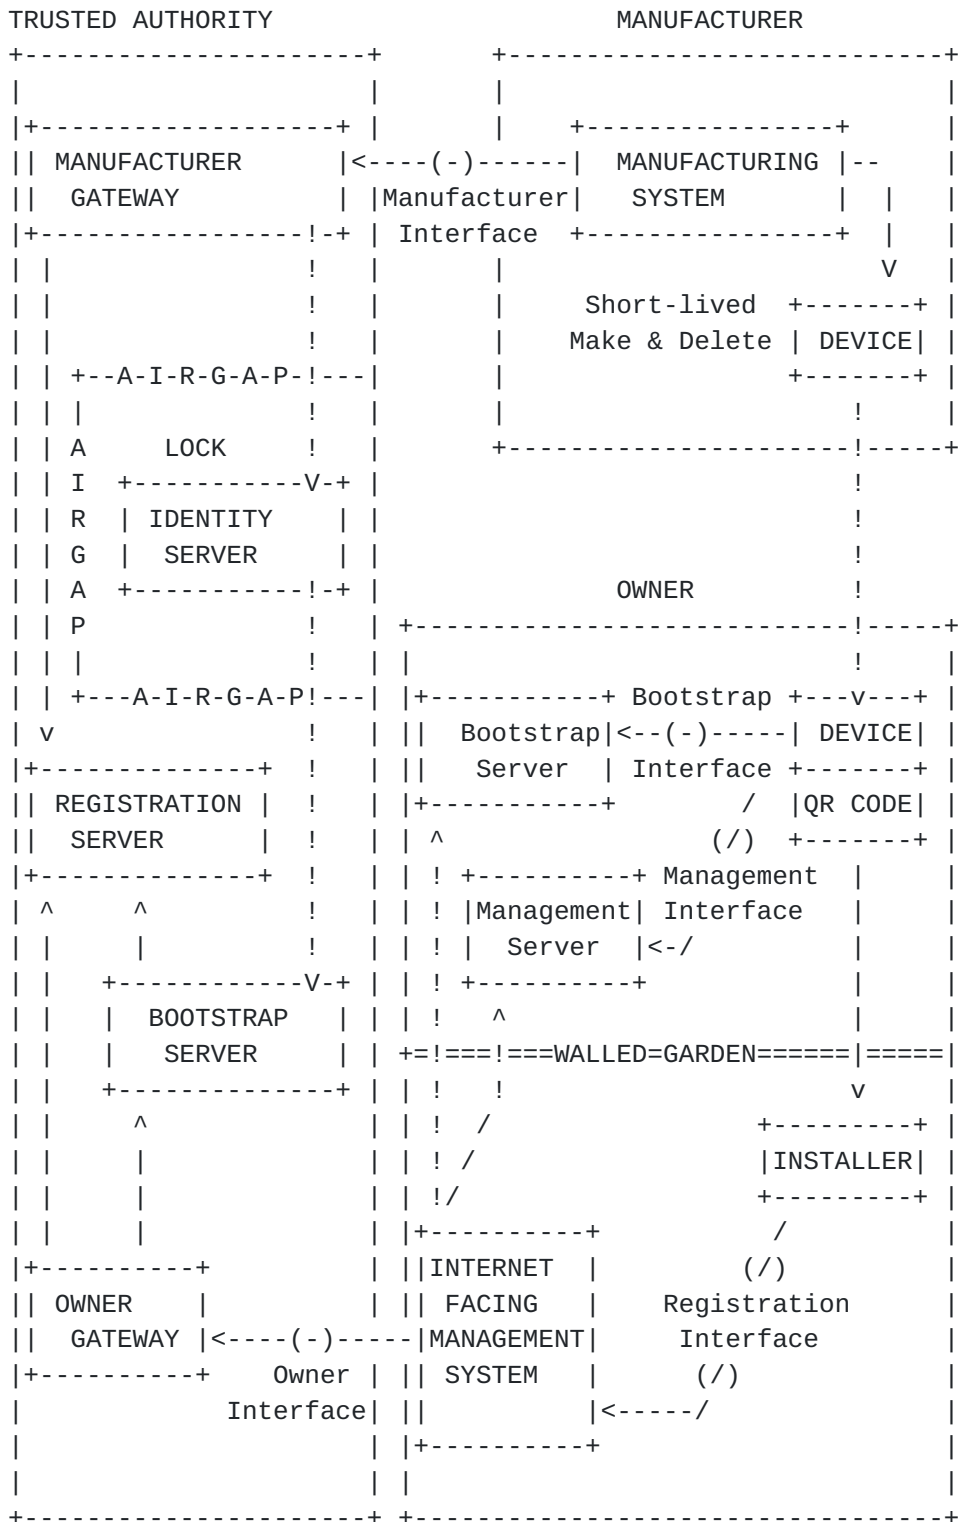 TRUSTED AUTHORITY                      MANUFACTURER
+----------------------+       +----------------------------+
|                      |       |                            |
|+-------------------+ |       |    +----------------+      |
|| MANUFACTURER      |<----(-)------|  MANUFACTURING |--    |
||  GATEWAY          | |Manufacturer|   SYSTEM       |  |   |
|+-----------------!-+ | Interface  +----------------+  |   |
| |                !   |       |                        V   |
| |                !   |       |     Short-lived  +-------+ |
| |                !   |       |    Make & Delete | DEVICE| |
| | +--A-I-R-G-A-P-!---|       |                  +-------+ |
| | |              !   |       |                      !     |
| | A     LOCK     !   |       +----------------------!-----+
| | I  +-----------V-+ |                              !
| | R  | IDENTITY    | |                              !
| | G  |  SERVER     | |                              !
| | A  +-----------!-+ |               OWNER          !
| | P              !   | +----------------------------!-----+
| | |              !   | |                            !     |
| | +---A-I-R-G-A-P!---| |+-----------+ Bootstrap +---v---+ |
| v                !   | ||  Bootstrap|<--(-)-----| DEVICE| |
|+--------------+  !   | ||   Server  | Interface +-------+ |
|| REGISTRATION |  !   | |+-----------+        /  |QR CODE| |
||  SERVER      |  !   | | ^                 (/)  +-------+ |
|+--------------+  !   | | ! +----------+ Management  |     |
| ^     ^          !   | | ! |Management| Interface   |     |
| |     |          !   | | ! |  Server  |<-/          |     |
| |   +------------V-+ | | ! +----------+             |     |
| |   |  BOOTSTRAP   | | | !   ^                      |     |
| |   |   SERVER     | | +=!===!===WALLED=GARDEN======|=====|
| |   +--------------+ | | !   !                      v     |
| |     ^              | | !  /                 +---------+ |
| |     |              | | ! /                  |INSTALLER| |
| |     |              | | !/                   +---------+ |
| |     |              | |+----------+           /          |
|+----------+          | ||INTERNET  |         (/)          |
|| OWNER    |          | || FACING   |    Registration      |
||  GATEWAY |<----(-)-----|MANAGEMENT|     Interface        |
|+----------+    Owner | || SYSTEM   |      (/)             |
|             Interface| ||          |<-----/               |
|                      | |+----------+                      |
|                      | |                                  |
+----------------------+ +----------------------------------+